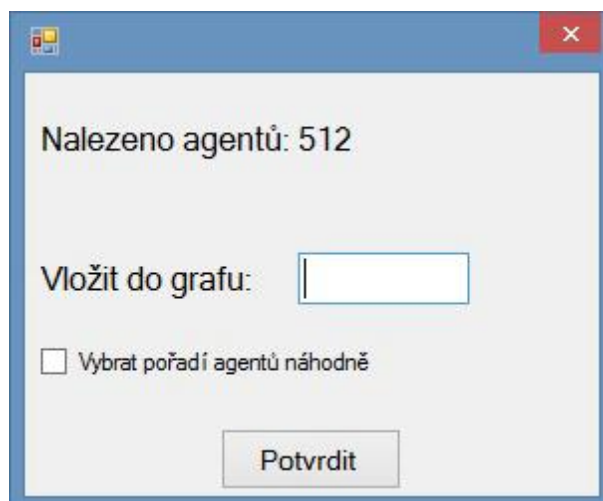 Nalezeno agentů: 512
Vložit do grafu:
Vybrat pořadí agentů náhodně
Potvrdit